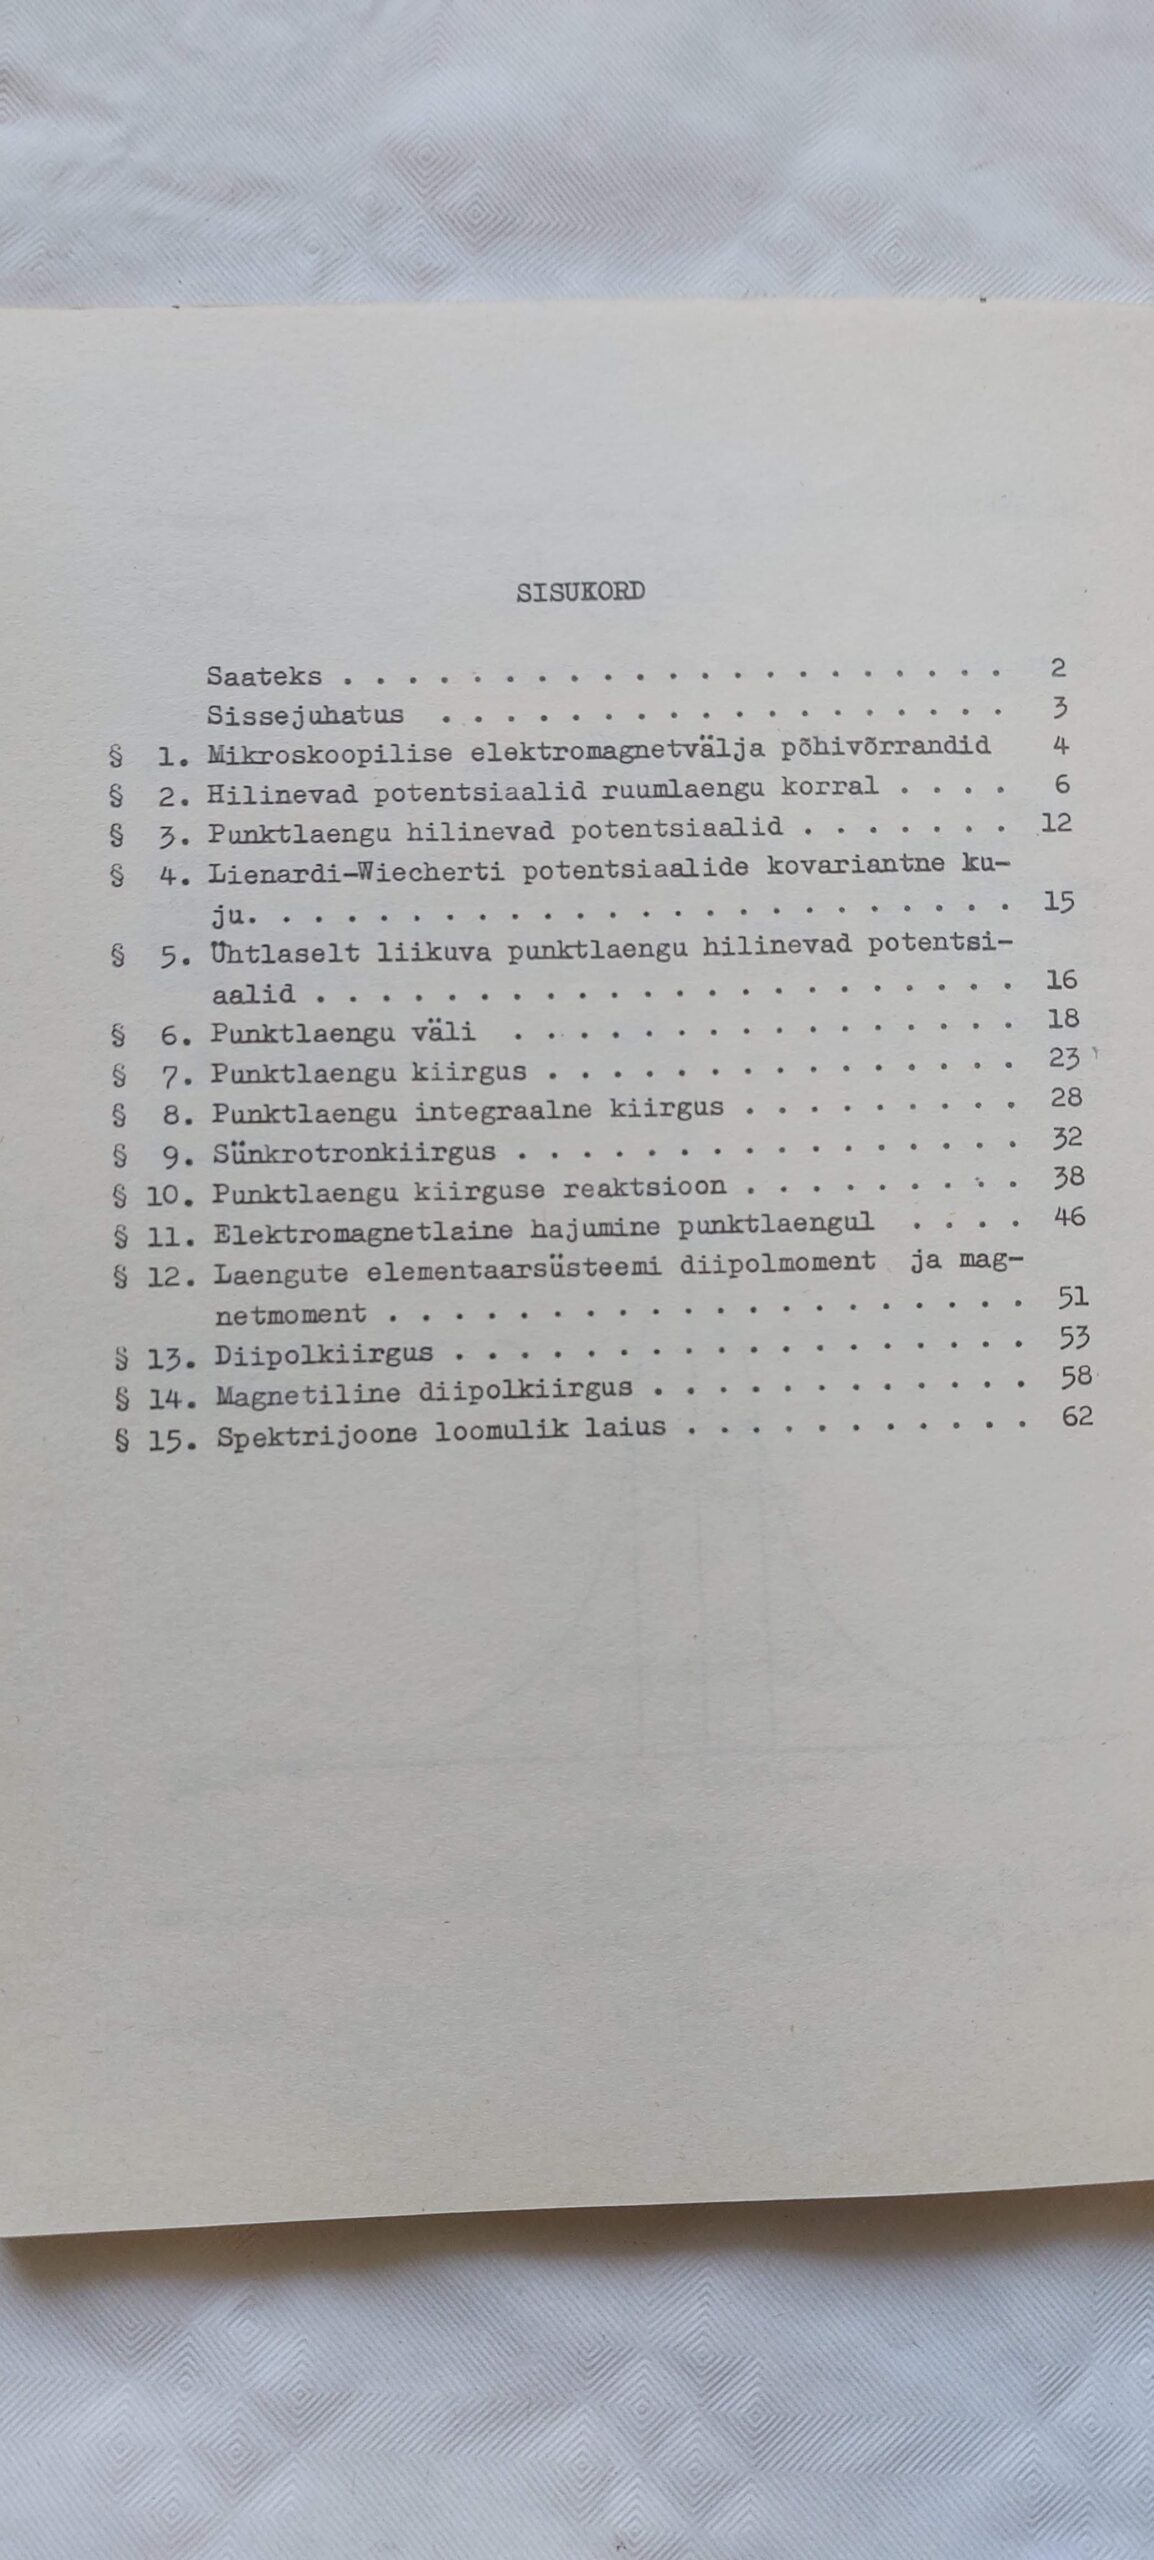 SISUKORD
Saateks . . . . . . . . . . . . . . . . . . . . . 2
Sissejuhatus . . . . . . . . . . . . . . . . . . 3
§ 1. Mikroskoopilise elektromagnetvälja põhivõrrandid 4
§ 2. Hilinevad potentsiaalid ruumlaengu korral . . . . 6
§ 3. Punktlaengu hilinevad potentsiaalid . . . . . . . 12
§ 4. Lienardi-Wiecherti potentsiaalide kovariantne ku-
ju. . . . . . . . . . . . . . . . . . . . . . . . 15
§ 5. Ühtlaselt liikuva punktlaengu hilinevad potentsi-
aalid . . . . . . . . . . . . . . . . . . . . . . 16
§ 6. Punktlaengu väli . . . . . . . . . . . . . . . . 18
§ 7. Punktlaengu kiirgus . . . . . . . . . . . . . . . 23
§ 8. Punktlaengu integraalne kiirgus . . . . . . . . . 28
§ 9. Sünkrotronkiirgus . . . . . . . . . . . . . . . . 32
§ 10. Punktlaengu kiirguse reaktsioon . . . . . . . . . 38
§ 11. Elektromagnetlaine hajumine punktlaengul . . . . 46
§ 12. Laengute elementaarsüsteemi diipolmoment ja mag-
netmoment . . . . . . . . . . . . . . . . . . . . 51
§ 13. Diipolkiirgus . . . . . . . . . . . . . . . . . . 53
§ 14. Magnetiline diipolkiirgus . . . . . . . . . . . . 58
§ 15. Spektrijoone loomulik laius . . . . . . . . . . . 62